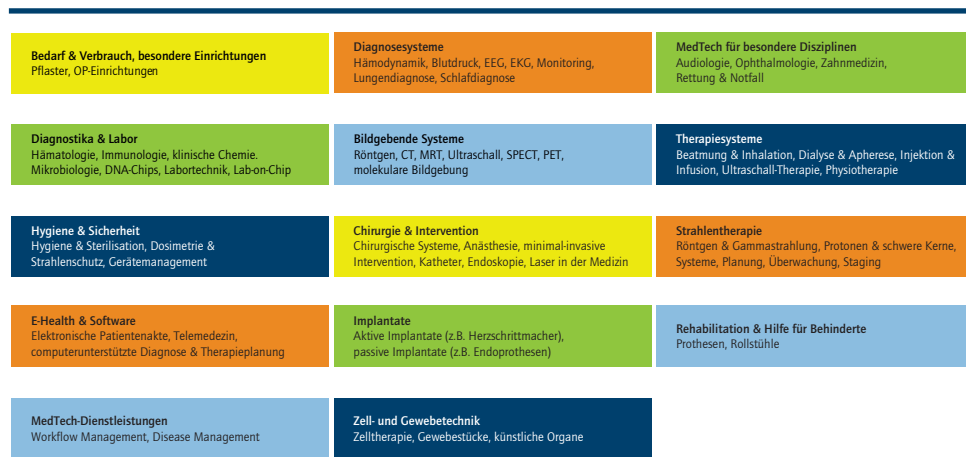 Bedarf & Verbrauch, besondere Einrichtungen
Pflaster, OP-Einrichtungen
Diagnosesysteme
Hämodynamik, Blutdruck, EEG, EKG, Monitoring,
Lungendiagnose, Schlafdiagnose
MedTech für besondere Disziplinen
Audiologie, Ophthalmologie, Zahnmedizin,
Rettung & Notfall
Diagnostika & Labor
Hämatologie, Immunologie, klinische Chemie.
Mikrobiologie, DNA-Chips, Labortechnik, Lab-on-Chip
Bildgebende Systeme
Röntgen, CT, MRT, Ultraschall, SPECT, PET,
molekulare Bildgebung
Therapiesysteme
Beatmung & Inhalation, Dialyse & Apherese, Injektion &
Infusion, Ultraschall-Therapie, Physiotherapie
Hygiene & Sicherheit
Hygiene & Sterilisation, Dosimetrie &
Strahlenschutz, Gerätemanagement
Chirurgie & Intervention
Chirurgische Systeme, Anästhesie, minimal-invasive
Intervention, Katheter, Endoskopie, Laser in der Medizin
Strahlentherapie
Röntgen & Gammastrahlung, Protonen & schwere Kerne,
Systeme, Planung, Überwachung, Staging
E-Health & Software
Elektronische Patientenakte, Telemedezin,
computerunterstützte Diagnose & Therapieplanung
Implantate
Aktive Implantate (z.B. Herzschrittmacher),
passive Implantate (z.B. Endoprothesen)
Rehabilitation & Hilfe für Behinderte
Prothesen, Rollstühle
MedTech-Dienstleistungen
Workflow Management, Disease Management
Zell- und Gewebetechnik
Zelltherapie, Gewebestücke, künstliche Organe